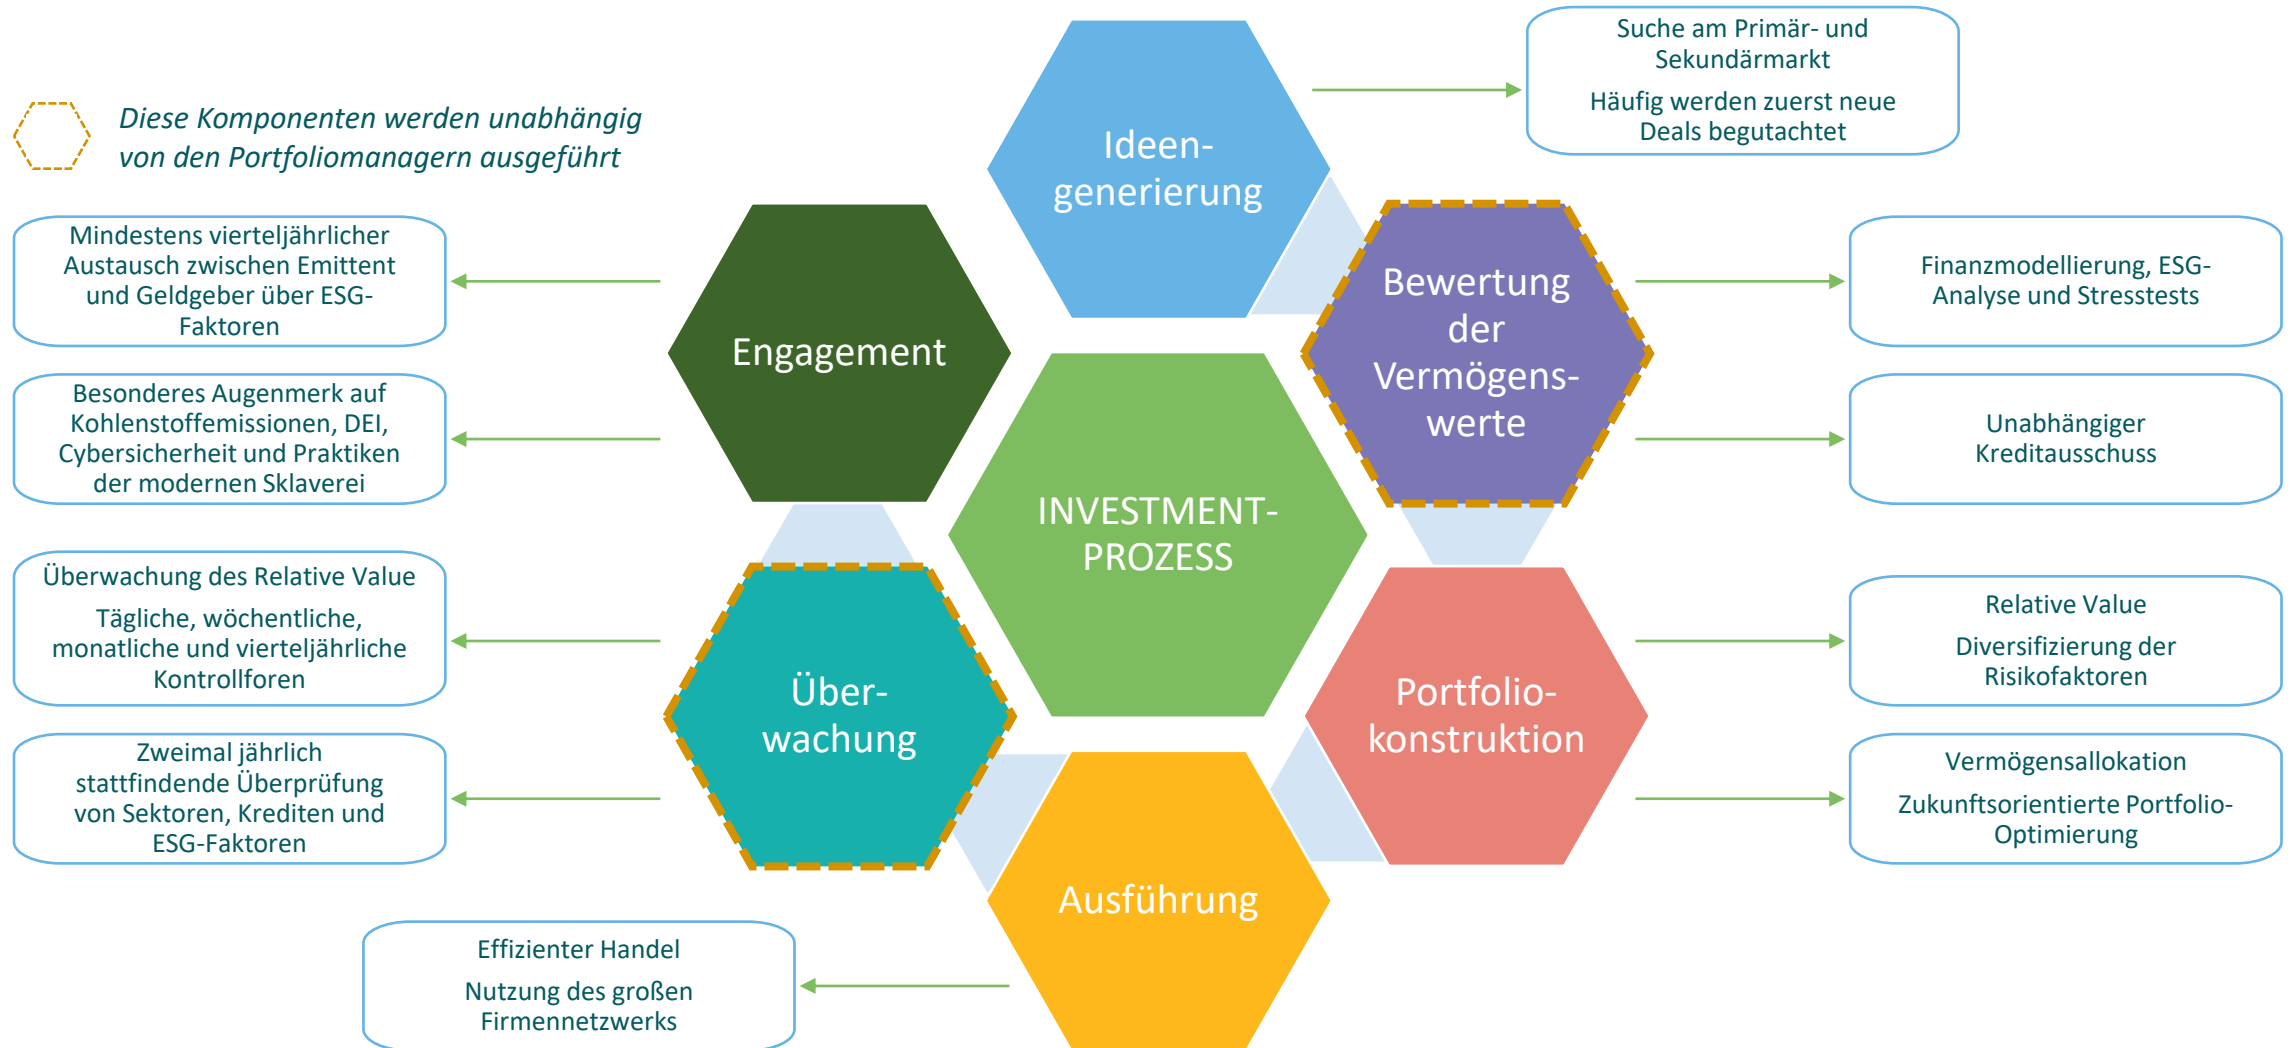 Diese Komponenten werden unabhängig
von den Portfoliomanagern ausgeführt
Ideen-
generierung
Suche am Primär- und
Sekundärmarkt
Häufig werden zuerst neue
Deals begutachtet
Bewertung
der
Vermögens-
werte
Finanzmodellierung, ESG-
Analyse und Stresstests
Unabhängiger
Kreditausschuss
Portfolio-
konstruktion
Relative Value
Diversifizierung der
Risikofaktoren
Vermögensallokation
Zukunftsorientierte Portfolio-
Optimierung
Ausführung
Effizienter Handel
Nutzung des großen
Firmennetzwerks
Über-
wachung
Überwachung des Relative Value
Tägliche, wöchentliche,
monatliche und vierteljährliche
Kontrollforen
Zweimal jährlich
stattfindende Überprüfung
von Sektoren, Krediten und
ESG-Faktoren
Engagement
Mindestens vierteljährlicher
Austausch zwischen Emittent
und Geldgeber über ESG-
Faktoren
Besonderes Augenmerk auf
Kohlenstoffemissionen, DEI,
Cybersicherheit und Praktiken
der modernen Sklaverei
INVESTMENT-
PROZESS